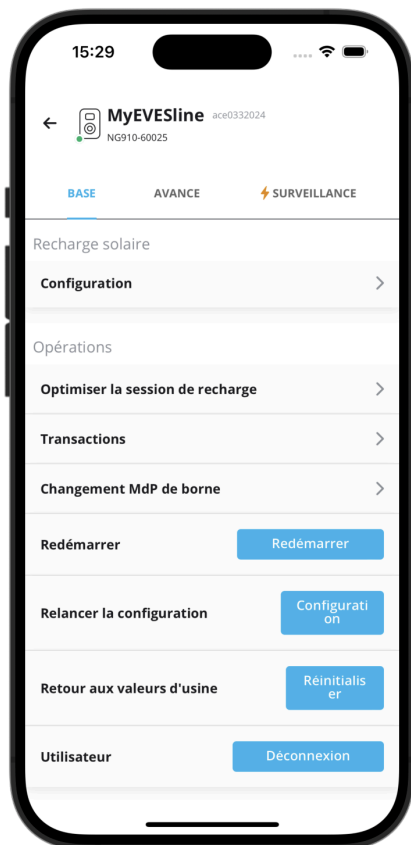 15:29
MyEVESline ace0332024
NG910-60025
BASE AVANCE SURVEILLANCE
Recharge solaire
Configuration
Opérations
Optimiser la session de recharge
Transactions
Changement MdP de borne
Redémarrer Redémarrer
Relancer la configuration Configurati
on
Retour aux valeurs d'usine Réinitialis
er
Utilisateur Déconnexion